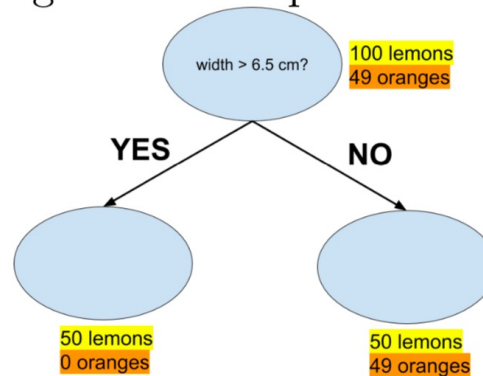 width > 6.5 cm?
100 lemons
49 oranges
YES
NO
50 lemons
0 oranges
50 lemons
49 oranges